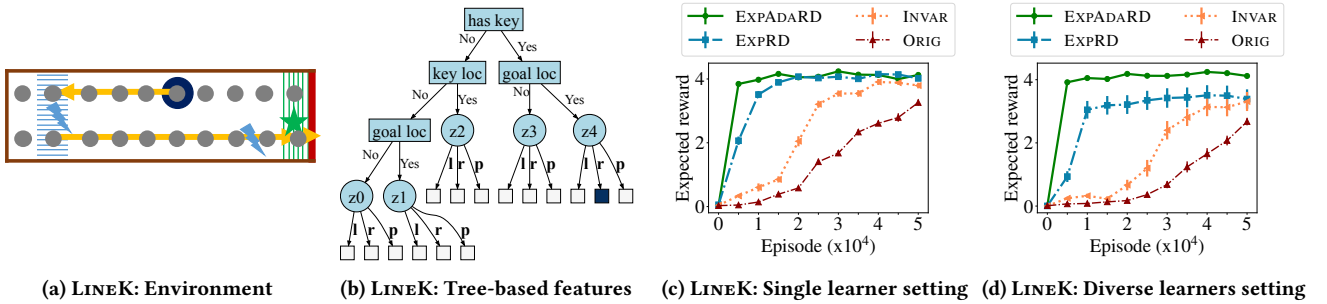 has key
No
Yes
key loc
goal loc
No
Yes
No
Yes
goal loc
z2
z3
z4
No
Yes
l r p
l r p
l r p
z0
z1
l r p
l r p
(a) LINEK: Environment
(b) LINEK: Tree-based features
EXPADARD
INVAR
EXPRD
ORIG
Expected reward
4
2
0
0 1 2 3 4 5
Episode (x10⁴)
(c) LINEK: Single learner setting
EXPADARD
INVAR
EXPRD
ORIG
Expected reward
4
2
0
0 1 2 3 4 5
Episode (x10⁴)
(d) LINEK: Diverse learners setting